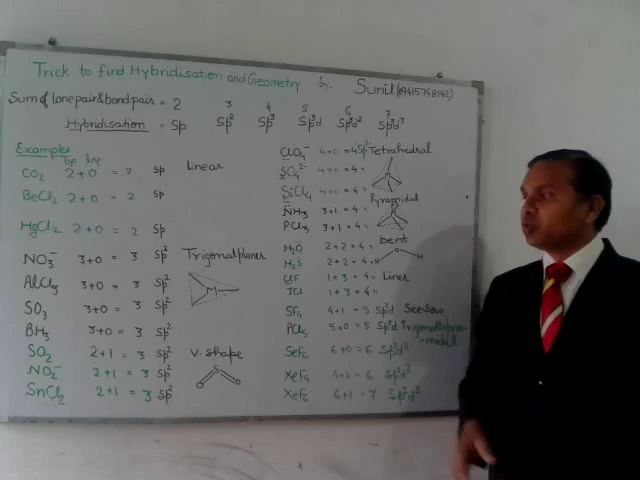 Trick to find Hybridisation and Geometry by. Sunil (09415748142)
Sum of lone pair & bond pair = 2 3 4 5 6 7
Hybridisation = Sp Sp² Sp³ Sp³d Sp³d² Sp³d³
Examples
bp lp
CO₂ 2+0 = 2 Sp Linear
BeCl₂ 2+0 = 2 Sp
HgCl₂ 2+0 = 2 Sp
NO₃⁻ 3+0 = 3 Sp² Trigonal planer
AlCl₃ 3+0 = 3 Sp²
SO₃ 3+0 = 3 Sp²
BH₃ 3+0 = 3 Sp²
SO₂ 2+1 = 3 Sp² V. shape
NO₂⁻ 2+1 = 3 Sp²
SnCl₂ 2+1 = 3 Sp²
ClO₄⁻ 4+0 = 4 Sp³ Tetrahedral
SO₄²⁻ 4+0 = 4 "
SiCl₄ 4+0 = 4 "
NH₃ 3+1 = 4 " Pyramidal
PCl₃ 3+1 = 4 "
H₂O 2+2 = 4 " bent
H₂S 2+2 = 4 "
ClF 1+3 = 4 " Liner
ICl 1+3 = 4 "
SF₄ 4+1 = 5 Sp³d See-Saw
PCl₅ 5+0 = 5 Sp³d Trigonal bipyra-
-midall
SeF₆ 6+0 = 6 Sp³d²
XeF₄ 4+2 = 6 Sp³d²
XeF₆ 6+1 = 7 Sp³d³